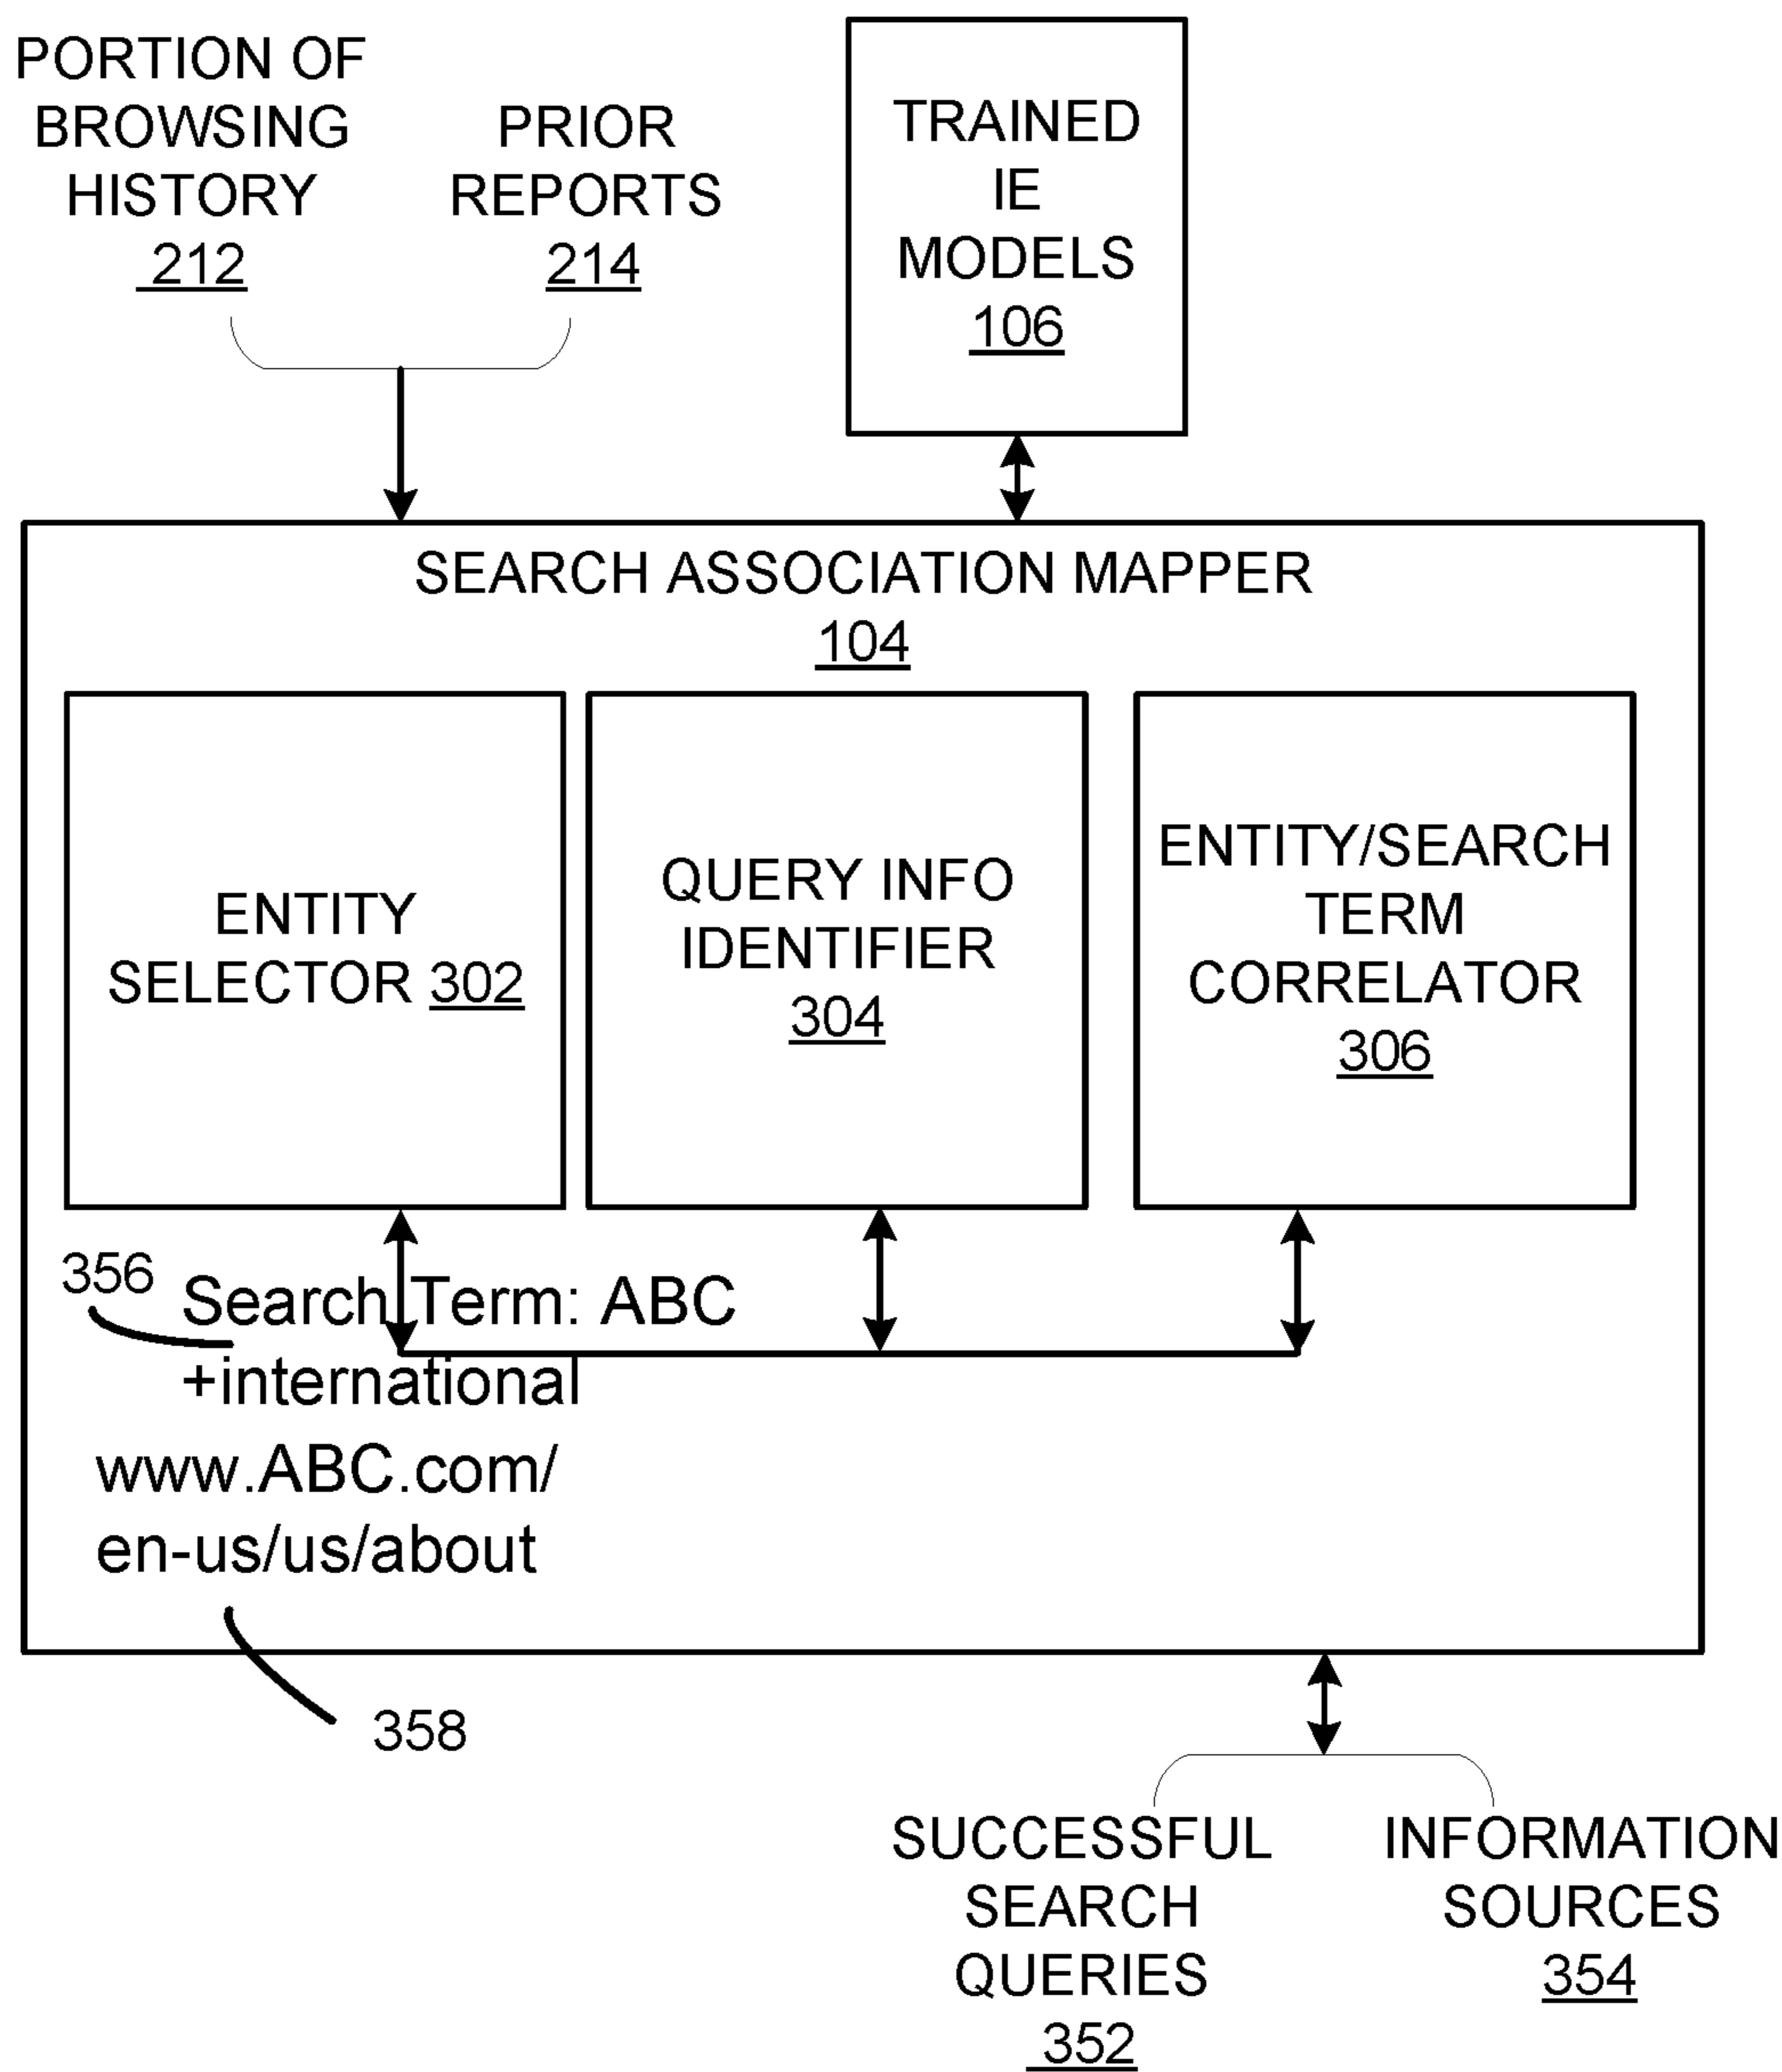 PORTION OF
BROWSING
HISTORY
212
PRIOR
REPORTS
214
TRAINED
IE
MODELS
106
SEARCH ASSOCIATION MAPPER
104
ENTITY
SELECTOR 302
QUERY INFO
IDENTIFIER
304
ENTITY/SEARCH
TERM
CORRELATOR
306
356
Search Term: ABC
+international
www.ABC.com/
en-us/us/about
358
SUCCESSFUL
SEARCH
QUERIES
352
INFORMATION
SOURCES
354